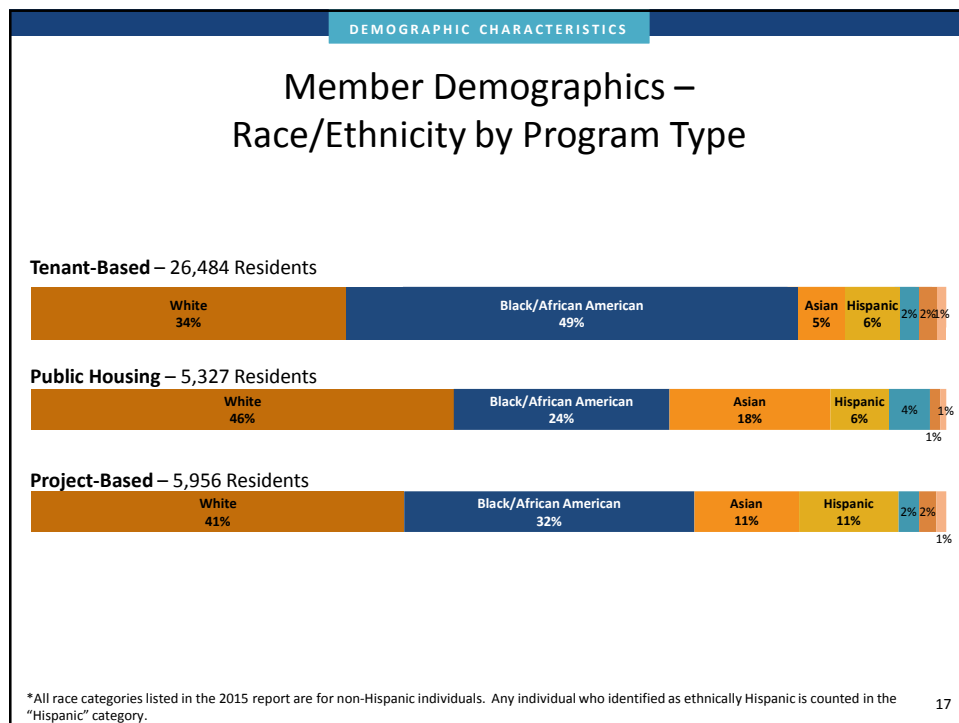 DEMOGRAPHIC CHARACTERISTICS
Member Demographics –
Race/Ethnicity by Program Type
Tenant-Based – 26,484 Residents
White Black/African American Asian Hispanic
34% 49% 5% 6% 2% 2% 1%
Public Housing – 5,327 Residents
White Black/African American Asian Hispanic
46% 24% 18% 6% 4% 1%
1%
Project-Based – 5,956 Residents
White Black/African American Asian Hispanic
41% 32% 11% 11% 2% 2%
1%
*All race categories listed in the 2015 report are for non-Hispanic individuals.  Any individual who identified as ethnically Hispanic is counted in the
“Hispanic” category.
17